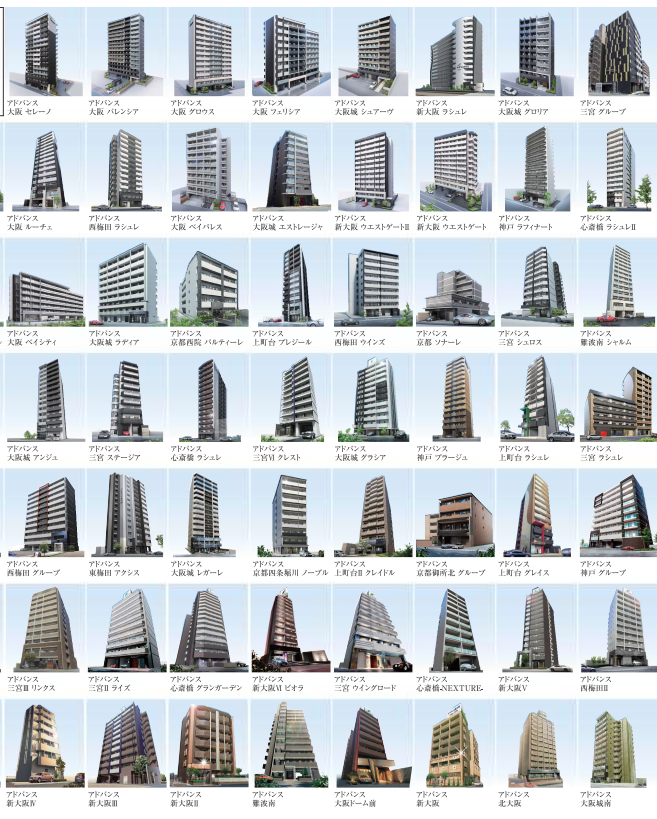 アドバンス
大阪 セレーノ
アドバンス
大阪 バレンシア
アドバンス
大阪 グロウス
アドバンス
大阪 フェリシア
アドバンス
大阪城 シュアーヴ
アドバンス
新大阪 ラシュレ
アドバンス
大阪城 グロリア
アドバンス
三宮 グルーブ
アドバンス
大阪 ルーチェ
アドバンス
西梅田 ラシュレ
アドバンス
大阪 ベイパレス
アドバンス
大阪城 エストレージャ
アドバンス
新大阪 ウエストゲートⅡ
アドバンス
新大阪 ウエストゲート
アドバンス
神戸 ラフィナート
アドバンス
心斎橋 ラシュレⅡ
アドバンス
大阪 ベイシティ
アドバンス
大阪城 ラディア
アドバンス
京都西院 パルティーレ
アドバンス
上町台 プレジール
アドバンス
西梅田 ウインズ
アドバンス
京都 ソナーレ
アドバンス
三宮 シュロス
アドバンス
難波南 シャルム
アドバンス
大阪城 アンジュ
アドバンス
三宮 ステージア
アドバンス
心斎橋 ラシュレ
アドバンス
三宮Ⅵ クレスト
アドバンス
大阪城 グラシア
アドバンス
神戸 プラージュ
アドバンス
上町台 ラシュレ
アドバンス
三宮 ラシュレ
アドバンス
西梅田 グルーブ
アドバンス
東梅田 アクシス
アドバンス
大阪城 レガーレ
アドバンス
京都四条堀川 ノーブル
アドバンス
上町台Ⅱ クレイドル
アドバンス
京都御所北 グルーブ
アドバンス
上町台 グレイス
アドバンス
神戸 グルーブ
アドバンス
三宮Ⅲ リンクス
アドバンス
三宮Ⅱ ライズ
アドバンス
心斎橋 グランガーデン
アドバンス
新大阪Ⅵ ビオラ
アドバンス
三宮 ウイングロード
アドバンス
心斎橋-NEXTURE-
アドバンス
新大阪Ⅴ
アドバンス
西梅田Ⅱ
アドバンス
新大阪Ⅳ
アドバンス
新大阪Ⅲ
アドバンス
新大阪Ⅱ
アドバンス
難波南
アドバンス
大阪ドーム前
アドバンス
新大阪
アドバンス
北大阪
アドバンス
大阪城南